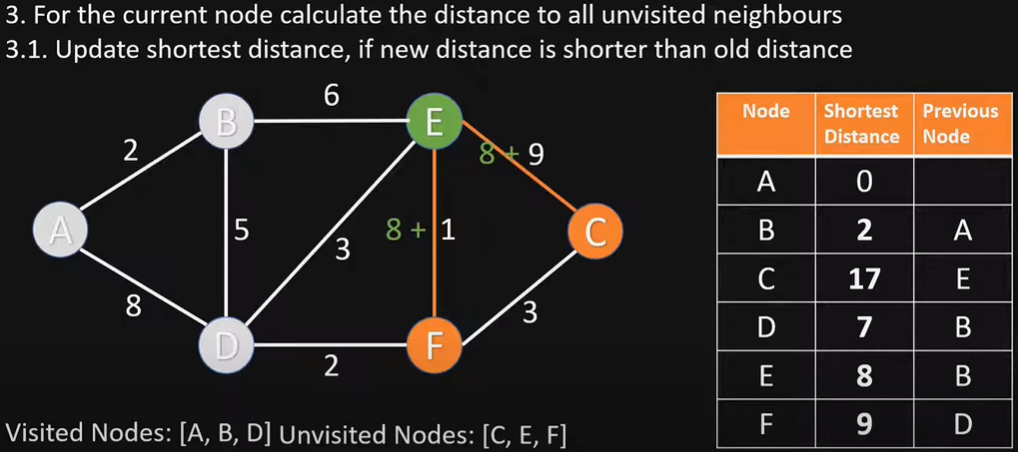 3. For the current node calculate the distance to all unvisited neighbours
3.1. Update shortest distance, if new distance is shorter than old distance
6
B
E
2
8 + 9
A
5
3
8 + 1
C
8
3
D
F
2
Node Shortest Distance Previous Node
A 0
B 2 A
C 17 E
D 7 B
E 8 B
F 9 D
Visited Nodes: [A, B, D] Unvisited Nodes: [C, E, F]